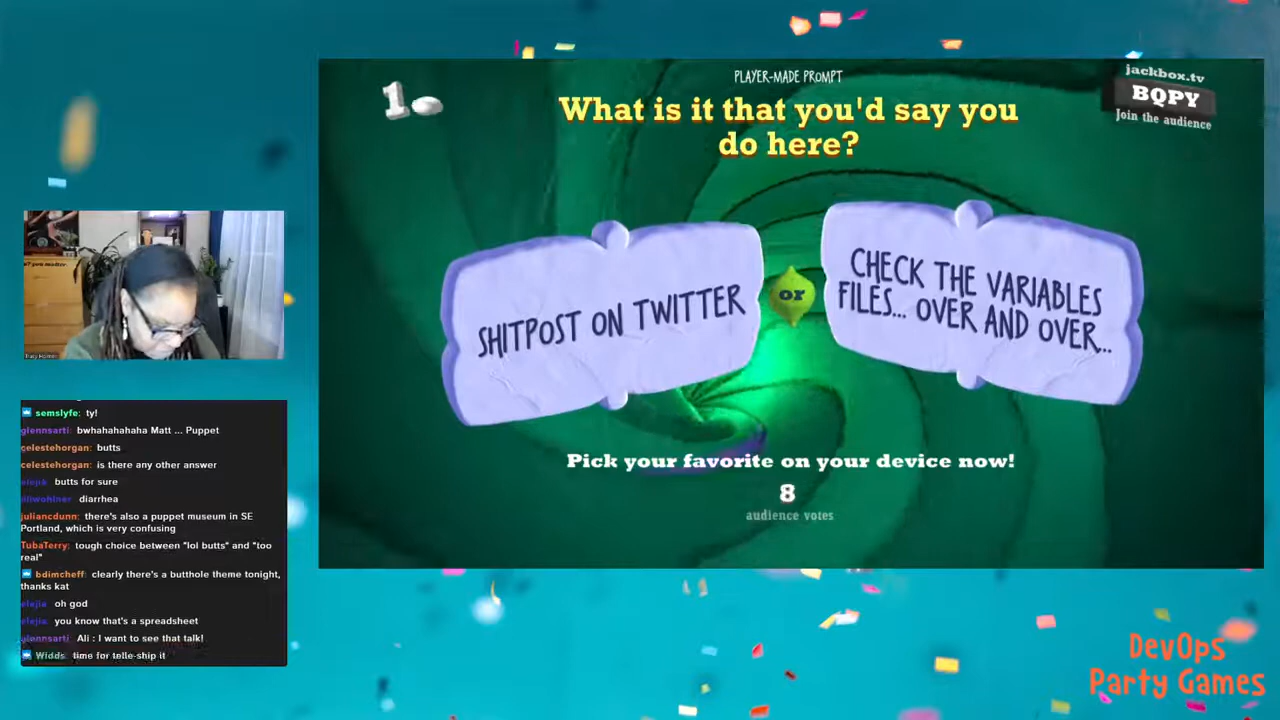 PLAYER-MADE PROMPT
What is it that you'd say you
do here?
jackbox.tv
BQPY
Join the audience
SHITPOST ON TWITTER
or
CHECK THE VARIABLES
FILES... OVER AND OVER...
Pick your favorite on your device now!
8
audience votes
semslyfe: ty!
glennsarti: bwhahahahaha Matt ... Puppet
celestehorgan: butts
celestehorgan: is there any other answer
elejia: butts for sure
diarrhea
juliancdunn: there's also a puppet museum in SE
Portland, which is very confusing
TubaTerry: tough choice between "lol butts" and "too
real"
bdimcheff: clearly there's a butthole theme tonight,
thanks kat
elejia: oh god
elejia: you know that's a spreadsheet
glennsarti: Ali : I want to see that talk!
Widds: time for telle-ship it
DevOps
Party Games